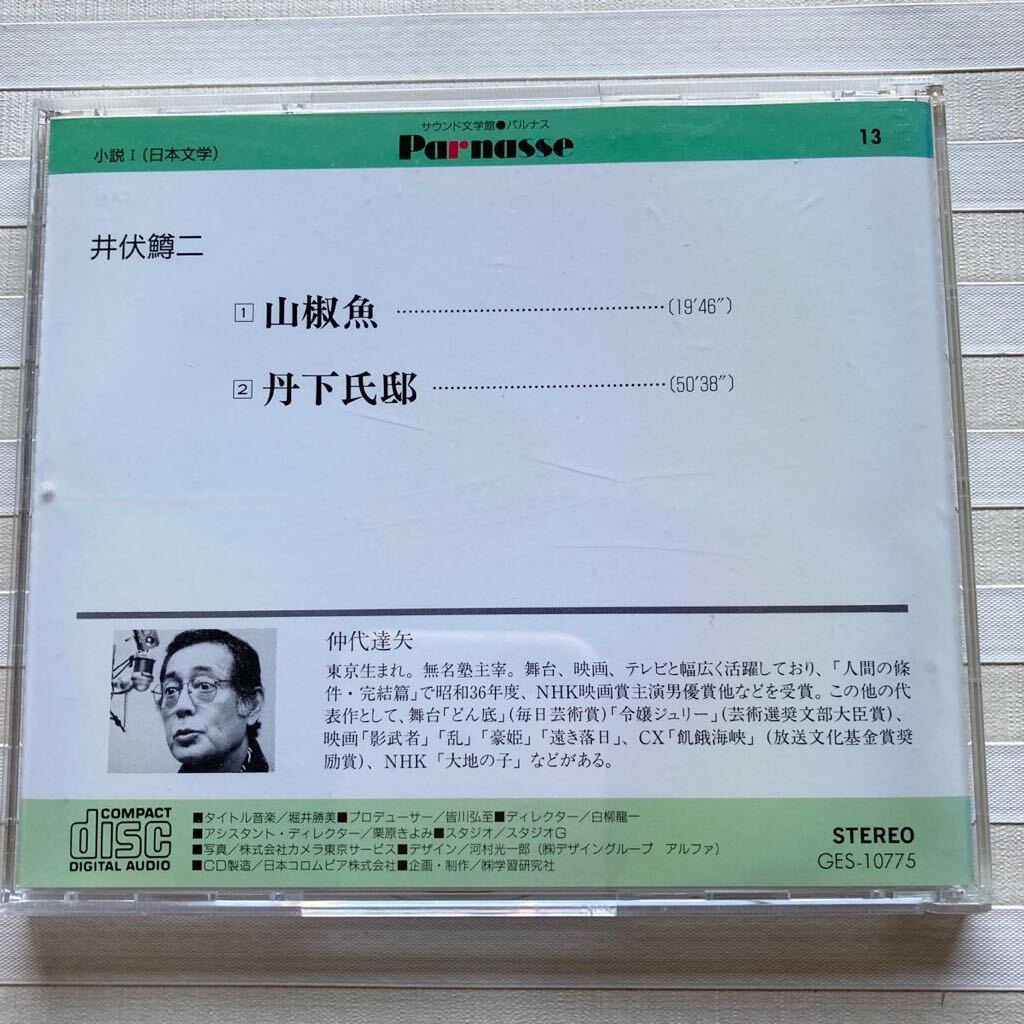 サウンド文学館●パルナス
小説 I (日本文学)
Parnasse
13
井伏鱒二
1 山椒魚 ……………………………………(19′46″)
2 丹下氏邸 ………………………………(50′38″)
仲代達矢
東京生まれ。無名塾主宰。舞台、映画、テレビと幅広く活躍しており、「人間の條
件・完結篇」で昭和36年度、NHK映画賞主演男優賞他などを受賞。この他の代
表作として、舞台「どん底」(毎日芸術賞)「令嬢ジュリー」(芸術選奨文部大臣賞)、
映画「影武者」「乱」「豪姫」「遠き落日」、CX「飢餓海峡」(放送文化基金賞奨
励賞)、NHK「大地の子」などがある。
COMPACT
disc
DIGITAL AUDIO
■タイトル音楽／堀井勝美■プロデューサー／皆川弘至■ディレクター／白柳龍一
■アシスタント・ディレクター／栗原きよみ■スタジオ／スタジオG
■写真／株式会社カメラ東京サービス■デザイン／河村光一郎 (㈱デザイングループ アルファ)
■CD製造／日本コロムビア株式会社■企画・制作／㈱学習研究社
STEREO
GES-10775